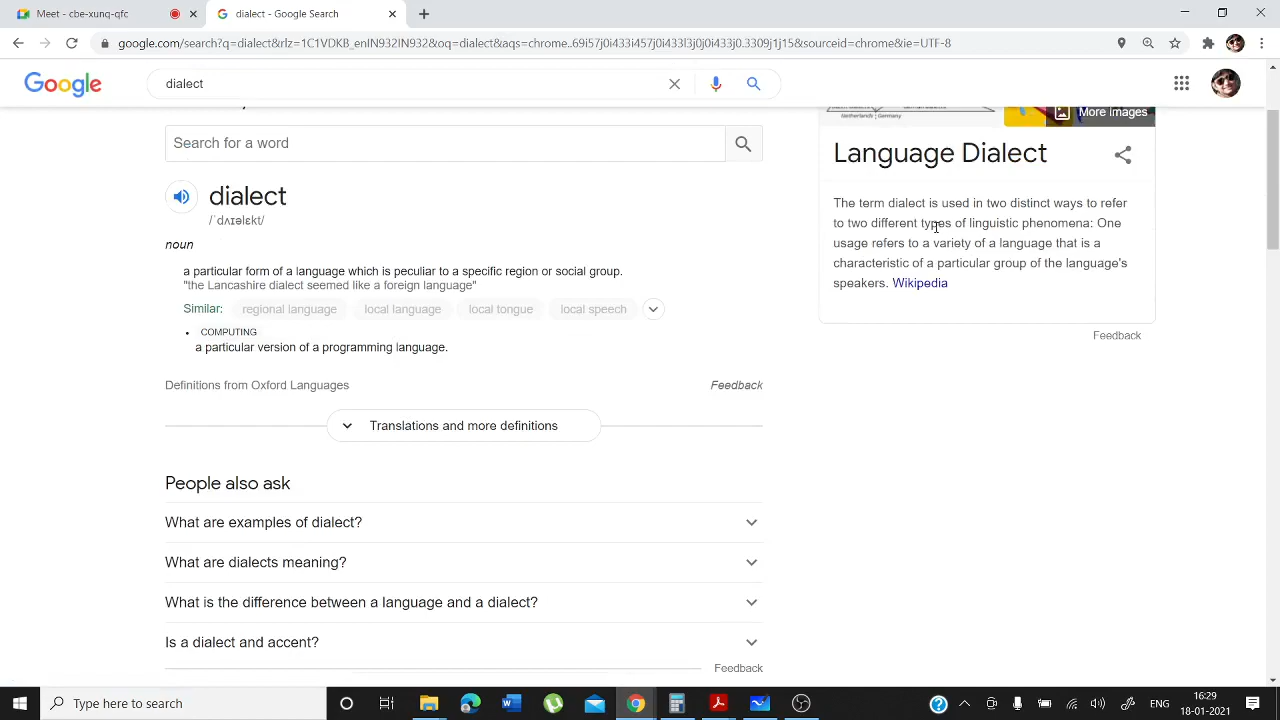 Meet - cbe-xunq-qfc
dialect - Google Search
google.com/search?q=dialect&rlz=1C1VDKB_enIN932IN932&oq=dialect&aqs=chrome..69i57j0i433i457j0i433l3j0j0i433j0.3309j1j15&sourceid=chrome&ie=UTF-8
Google
dialect
Search for a word
dialect
/ˈdʌɪəlɛkt/
noun
a particular form of a language which is peculiar to a specific region or social group.
"the Lancashire dialect seemed like a foreign language"
Similar:
regional language
local language
local tongue
local speech
COMPUTING
a particular version of a programming language.
Definitions from Oxford Languages
Feedback
Translations and more definitions
People also ask
What are examples of dialect?
What are dialects meaning?
What is the difference between a language and a dialect?
Is a dialect and accent?
Feedback
Netherlands
Germany
More Images
Language Dialect
The term dialect is used in two distinct ways to refer
to two different types of linguistic phenomena: One
usage refers to a variety of a language that is a
characteristic of a particular group of the language's
speakers. Wikipedia
Feedback
Type here to search
ENG
16:29
18-01-2021